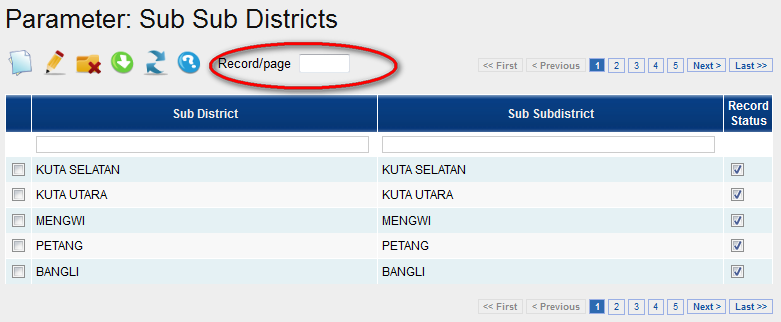 Parameter: Sub Sub Districts
Record/page << First < Previous 1 2 3 4 5 Next > Last >>
Sub District Sub Subdistrict Record Status
KUTA SELATAN KUTA SELATAN
KUTA UTARA KUTA UTARA
MENGWI MENGWI
PETANG PETANG
BANGLI BANGLI
<< First < Previous 1 2 3 4 5 Next > Last >>